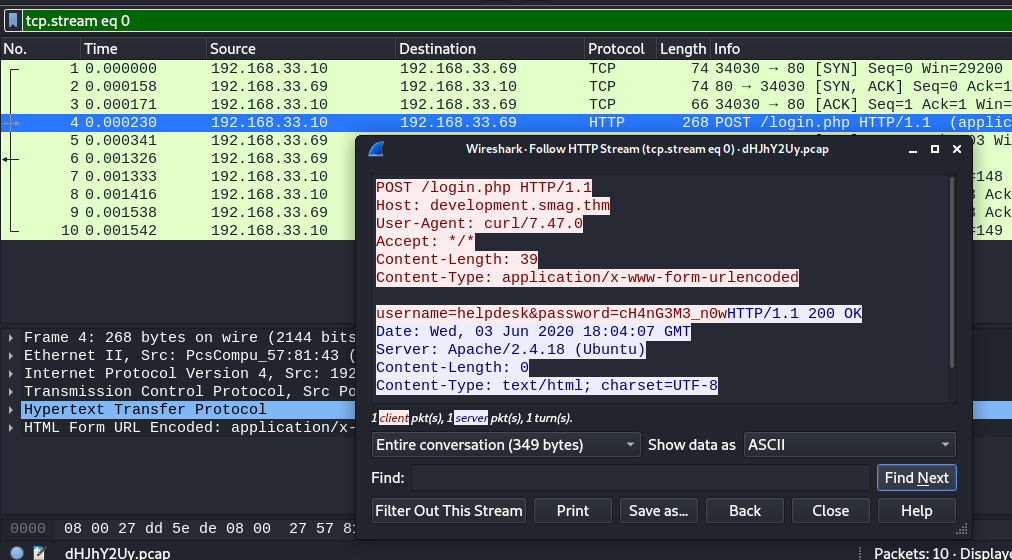 tcp.stream eq 0
No. Time Source Destination Protocol Length Info
1 0.000000 192.168.33.10 192.168.33.69 TCP 74 34030 → 80 [SYN] Seq=0 Win=29200
2 0.000158 192.168.33.69 192.168.33.10 TCP 74 80 → 34030 [SYN, ACK] Seq=0 Ack=1
3 0.000171 192.168.33.10 192.168.33.69 TCP 66 34030 → 80 [ACK] Seq=1 Ack=1 Win=
4 0.000230 192.168.33.10 192.168.33.69 HTTP 268 POST /login.php HTTP/1.1 (applic
5 0.000341 192.168.33.69
6 0.001326 192.168.33.69
7 0.001333 192.168.33.10 =148
8 0.001416 192.168.33.10 Ack
9 0.001538 192.168.33.69 Ack
10 0.001542 192.168.33.10 =149
Wireshark · Follow HTTP Stream (tcp.stream eq 0) · dHJhY2Uy.pcap
POST /login.php HTTP/1.1
Host: development.smag.thm
User-Agent: curl/7.47.0
Accept: */*
Content-Length: 39
Content-Type: application/x-www-form-urlencoded
username=helpdesk&password=cH4nG3M3_n0wHTTP/1.1 200 OK
Date: Wed, 03 Jun 2020 18:04:07 GMT
Server: Apache/2.4.18 (Ubuntu)
Content-Length: 0
Content-Type: text/html; charset=UTF-8
1 client pkt(s), 1 server pkt(s), 1 turn(s).
Entire conversation (349 bytes) Show data as ASCII
Find: Find Next
Filter Out This Stream Print Save as… Back Close Help
Frame 4: 268 bytes on wire (2144 bits
Ethernet II, Src: PcsCompu_57:81:43 (
Internet Protocol Version 4, Src: 192
Transmission Control Protocol, Src Po
Hypertext Transfer Protocol
HTML Form URL Encoded: application/x-
0000 08 00 27 dd 5e de 08 00 27 57 81
dHJhY2Uy.pcap Packets: 10 · Displaye